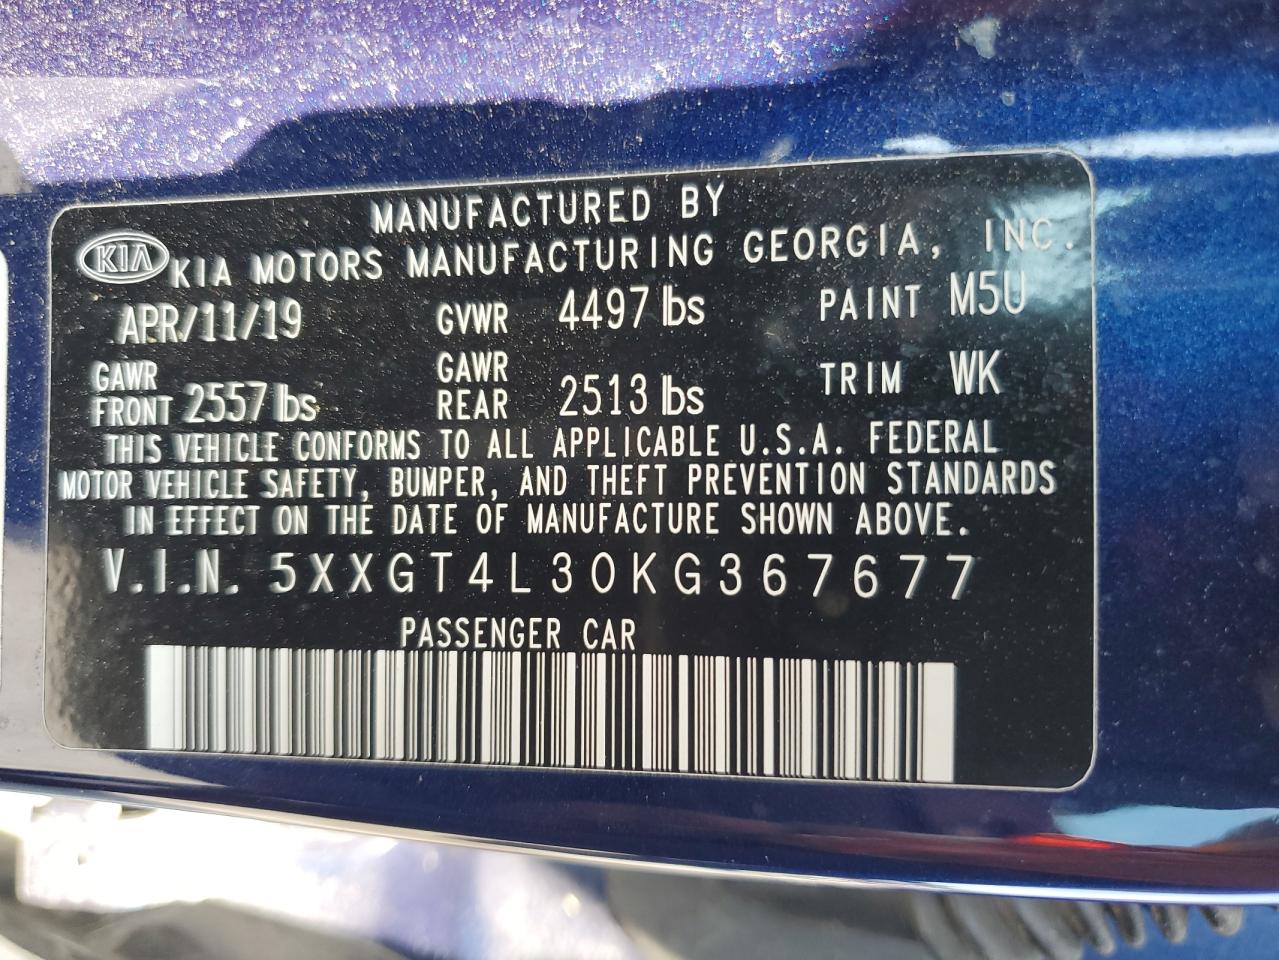 MANUFACTURED BY
KIA KIA MOTORS MANUFACTURING GEORGIA, INC.
APR/11/19 GVWR 4497 lbs PAINT M5U
GAWR FRONT 2557 lbs GAWR REAR 2513 lbs TRIM WK
THIS VEHICLE CONFORMS TO ALL APPLICABLE U.S.A. FEDERAL
MOTOR VEHICLE SAFETY, BUMPER, AND THEFT PREVENTION STANDARDS
IN EFFECT ON THE DATE OF MANUFACTURE SHOWN ABOVE.
V.I.N. 5XXGT4L30KG367677
PASSENGER CAR